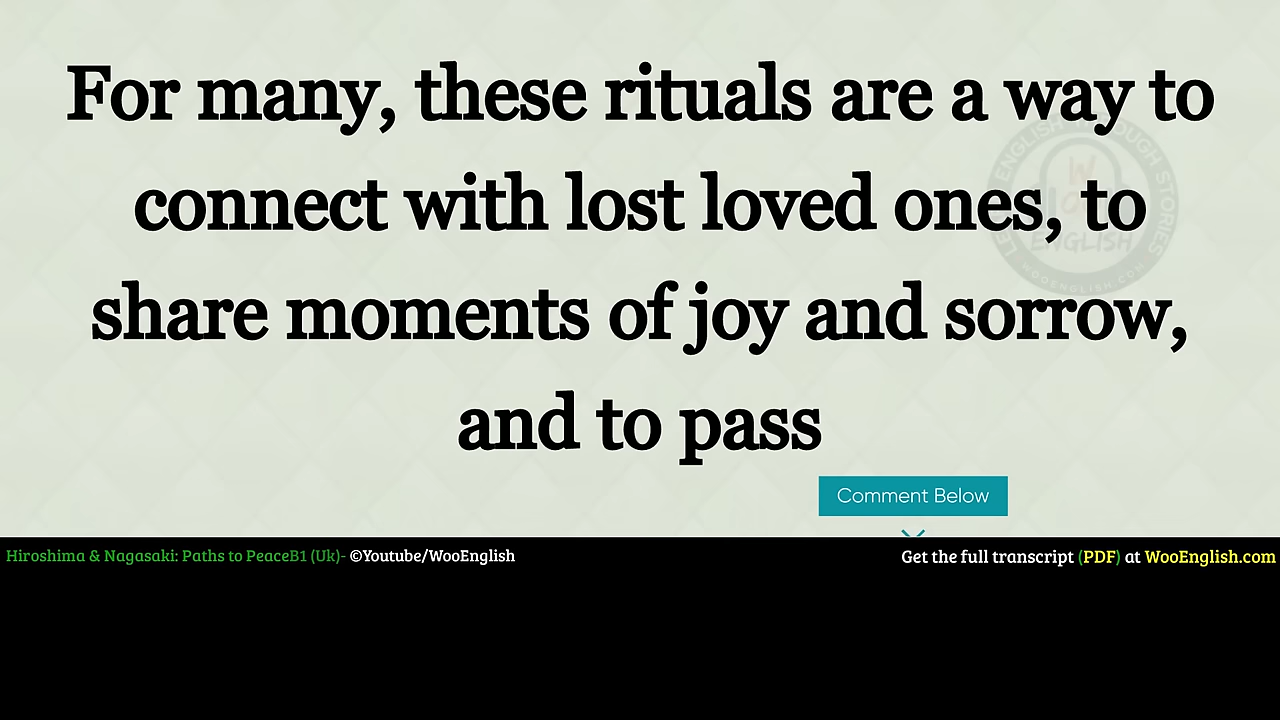 For many, these rituals are a way to
connect with lost loved ones, to
share moments of joy and sorrow,
and to pass
Comment Below
Hiroshima & Nagasaki: Paths to PeaceB1 (Uk)- ©Youtube/WooEnglish
Get the full transcript (PDF) at WooEnglish.com